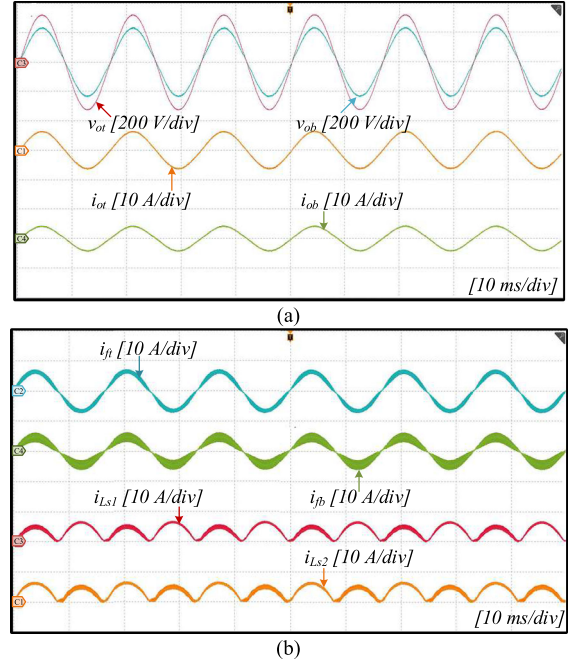 C3
v_ot [200 V/div]
v_ob [200 V/div]
C1
i_ot [10 A/div]
i_ob [10 A/div]
C4
[10 ms/div]
(a)
i_ft [10 A/div]
C2
C4
i_Ls1 [10 A/div]
i_fb [10 A/div]
C3
i_Ls2 [10 A/div]
C1
[10 ms/div]
(b)